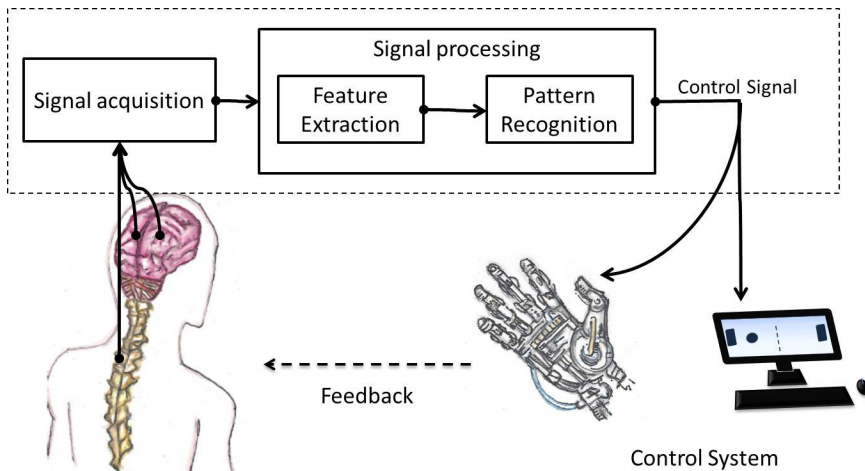 Signal processing
Signal acquisition
Feature
Extraction
Pattern
Recognition
Control Signal
Feedback
Control System